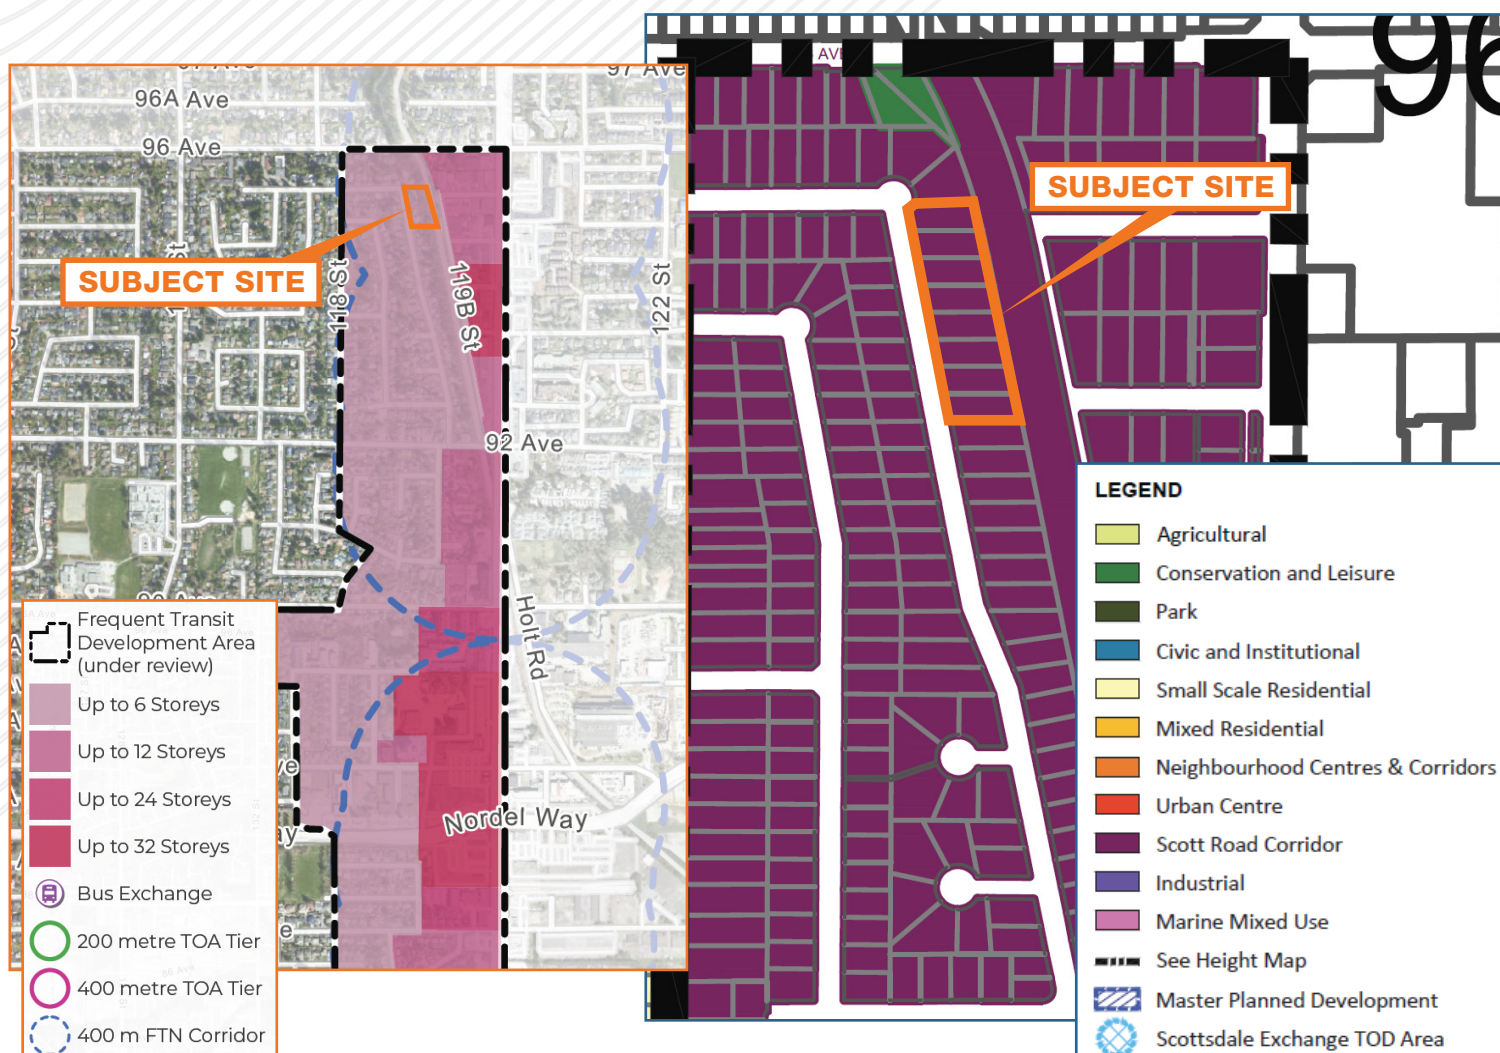 96A Ave
96 Ave
97 Ave
AVE
96
SUBJECT SITE
SUBJECT SITE
118 St
119B St
122 St
92 Ave
Holt Rd
Nordel Way
Frequent Transit
Development Area
(under review)
Up to 6 Storeys
Up to 12 Storeys
Up to 24 Storeys
Up to 32 Storeys
Bus Exchange
200 metre TOA Tier
400 metre TOA Tier
400 m FTN Corridor
LEGEND
Agricultural
Conservation and Leisure
Park
Civic and Institutional
Small Scale Residential
Mixed Residential
Neighbourhood Centres & Corridors
Urban Centre
Scott Road Corridor
Industrial
Marine Mixed Use
See Height Map
Master Planned Development
Scottsdale Exchange TOD Area